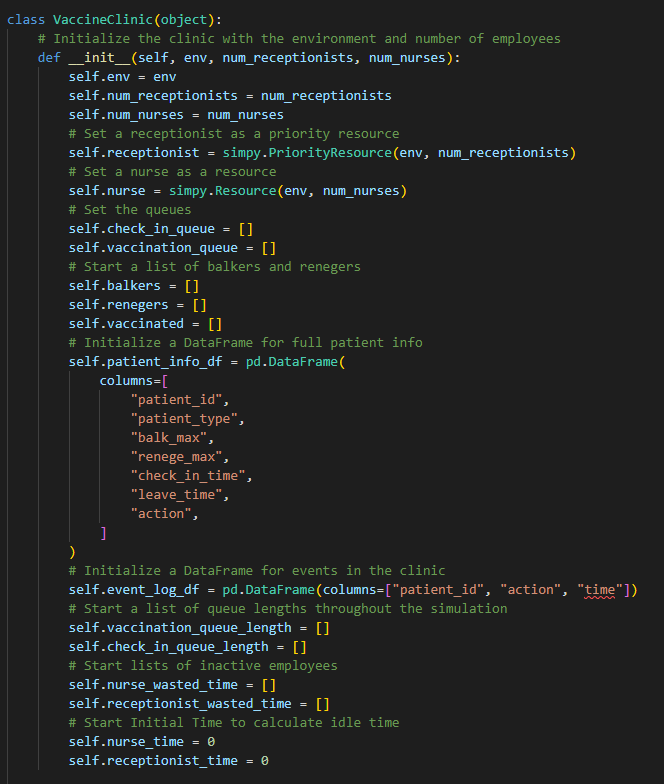 class VaccineClinic(object):
    # Initialize the clinic with the environment and number of employees
    def __init__(self, env, num_receptionists, num_nurses):
        self.env = env
        self.num_receptionists = num_receptionists
        self.num_nurses = num_nurses
        # Set a receptionist as a priority resource
        self.receptionist = simpy.PriorityResource(env, num_receptionists)
        # Set a nurse as a resource
        self.nurse = simpy.Resource(env, num_nurses)
        # Set the queues
        self.check_in_queue = []
        self.vaccination_queue = []
        # Start a list of balkers and renegers
        self.balkers = []
        self.renegers = []
        self.vaccinated = []
        # Initialize a DataFrame for full patient info
        self.patient_info_df = pd.DataFrame(
            columns=[
                "patient_id",
                "patient_type",
                "balk_max",
                "renege_max",
                "check_in_time",
                "leave_time",
                "action",
            ]
        )
        # Initialize a DataFrame for events in the clinic
        self.event_log_df = pd.DataFrame(columns=["patient_id", "action", "time"])
        # Start a list of queue lengths throughout the simulation
        self.vaccination_queue_length = []
        self.check_in_queue_length = []
        # Start lists of inactive employees
        self.nurse_wasted_time = []
        self.receptionist_wasted_time = []
        # Start Initial Time to calculate idle time
        self.nurse_time = 0
        self.receptionist_time = 0